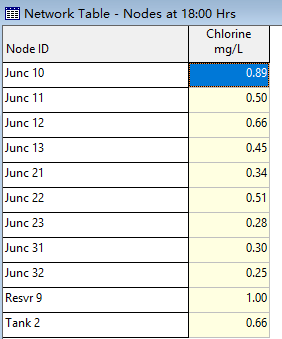 Network Table - Nodes at 18:00 Hrs
Node ID Chlorine
mg/L
Junc 10 0.89
Junc 11 0.50
Junc 12 0.66
Junc 13 0.45
Junc 21 0.34
Junc 22 0.51
Junc 23 0.28
Junc 31 0.30
Junc 32 0.25
Resvr 9 1.00
Tank 2 0.66